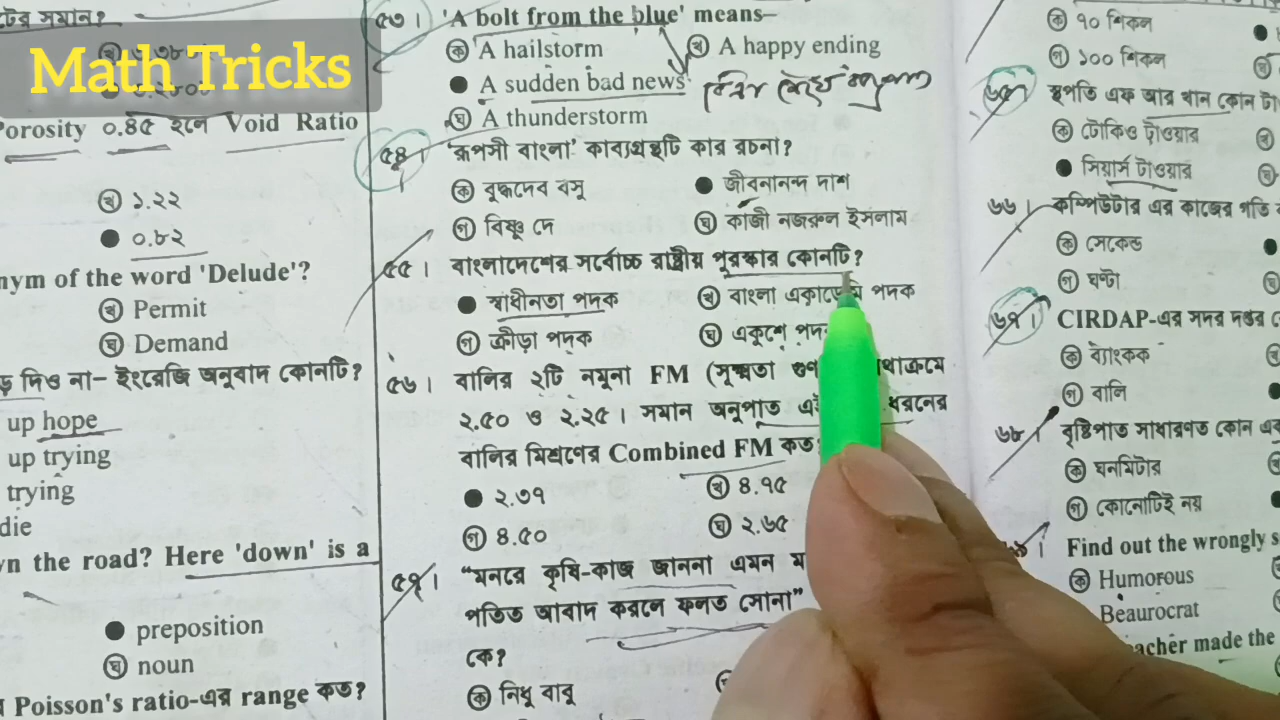 Math Tricks
টের সমান?
Porosity ০.৪৫ হলে Void Ratio
খ ১.২২
০.৮২
nym of the word 'Delude'?
খ Permit
ঘ Demand
দিও না– ইংরেজি অনুবাদ কোনটি?
up hope
up trying
trying
die
wn the road? Here 'down' is a
preposition
ঘ noun
Poisson's ratio-এর range কত?
৫৩। 'A bolt from the blue' means–
ক A hailstorm খ A happy ending
A sudden bad news
ঘ A thunderstorm
৫৪। ‘রূপসী বাংলা’ কাব্যগ্রন্থটি কার রচনা?
ক বুদ্ধদেব বসু জীবনানন্দ দাশ
গ বিষ্ণু দে ঘ কাজী নজরুল ইসলাম
৫৫। বাংলাদেশের সর্বোচ্চ রাষ্ট্রীয় পুরস্কার কোনটি?
স্বাধীনতা পদক খ বাংলা একাডেমি পদক
গ ক্রীড়া পদক ঘ একুশে
৫৬। বালির ২টি নমুনা FM (সূক্ষ্মতা যথাক্রমে
২.৫০ ও ২.২৫। সমান অনুপাতে ধরনের
বালির মিশ্রণের Combined FM কত?
২.৩৭ খ ৪.৭৫
গ ৪.৫০ ঘ ২.৬৫
৫৭। “মনরে কৃষি-কাজ জাননা এমন
পতিত আবাদ করলে ফলত সোনা”
কে?
ক নিধু বাবু
ক ৭০ শিকল
গ ১০০ শিকল
৬৫। স্থপতি এফ আর খান কোন
ক টোকিও টাওয়ার
সিয়ার্স টাওয়ার
৬৬। কম্পিউটার এর কাজের গতি
ক সেকেন্ড
গ ঘণ্টা
৬৭। CIRDAP-এর সদর দপ্তর
ক ব্যাংকক
গ বালি
৬৮। বৃষ্টিপাত সাধারণত কোন
ক ঘনমিটার
গ কোনোটিই নয়
Find out the wrongly
ক Humorous
Beaurocrat
made the